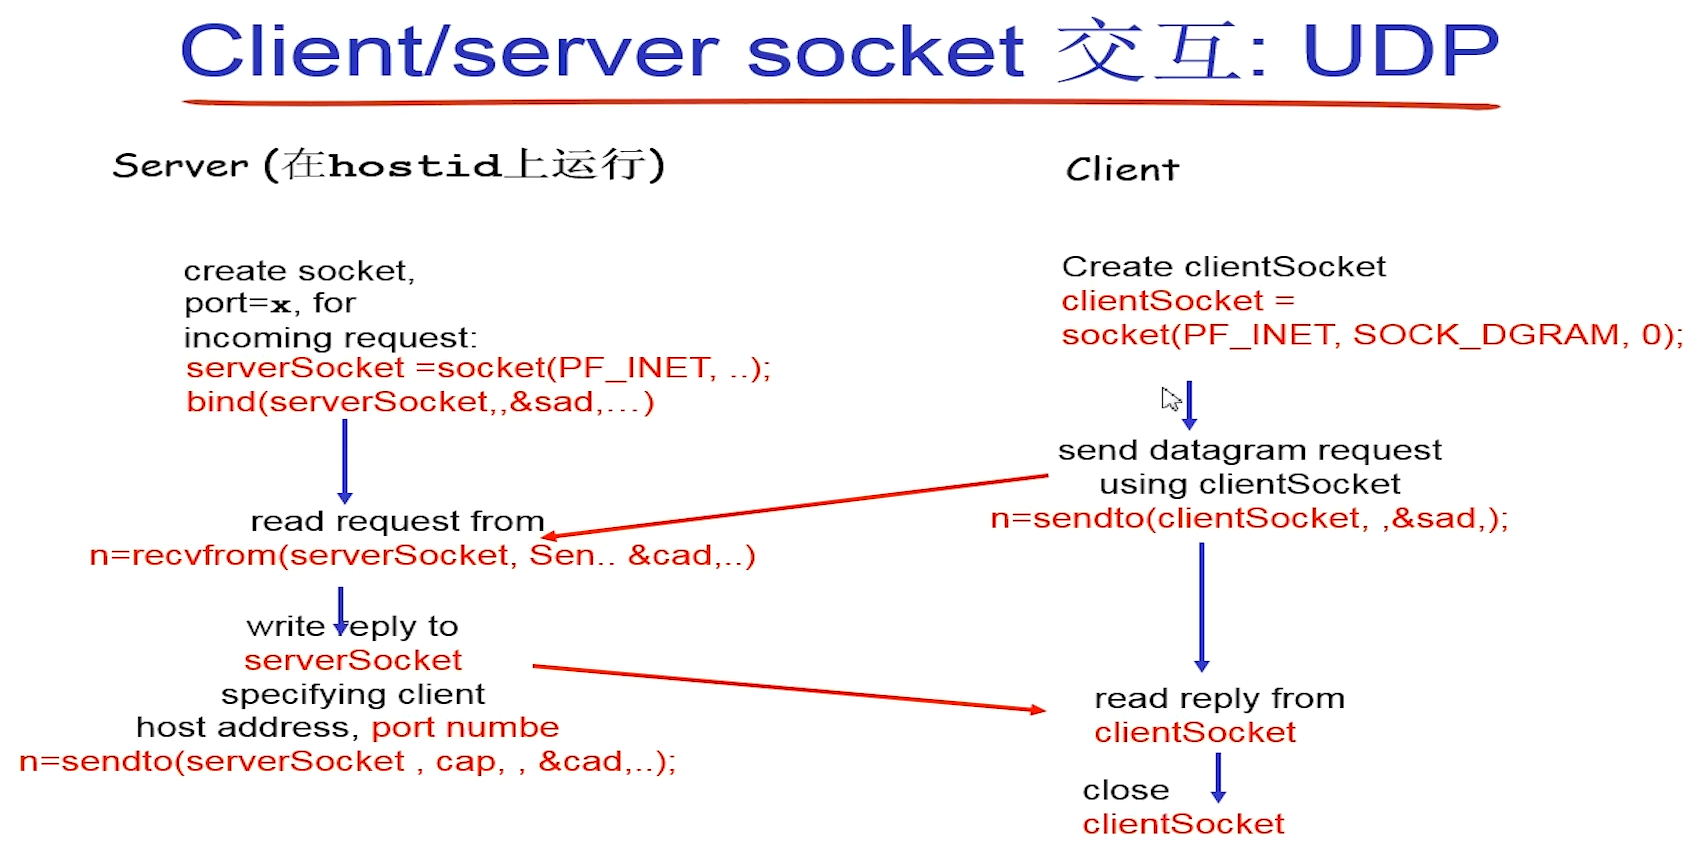 Client/server socket 交互: UDP
Server (在hostid上运行)
create socket,
port=x, for
incoming request:
serverSocket =socket(PF_INET, ..);
bind(serverSocket,,&sad,...)
read request from
n=recvfrom(serverSocket, Sen.. &cad,..)
write reply to
serverSocket
specifying client
host address, port numbe
n=sendto(serverSocket , cap, , &cad,..);
Client
Create clientSocket
clientSocket =
socket(PF_INET, SOCK_DGRAM, 0);
send datagram request
using clientSocket
n=sendto(clientSocket, ,&sad,);
read reply from
clientSocket
close
clientSocket